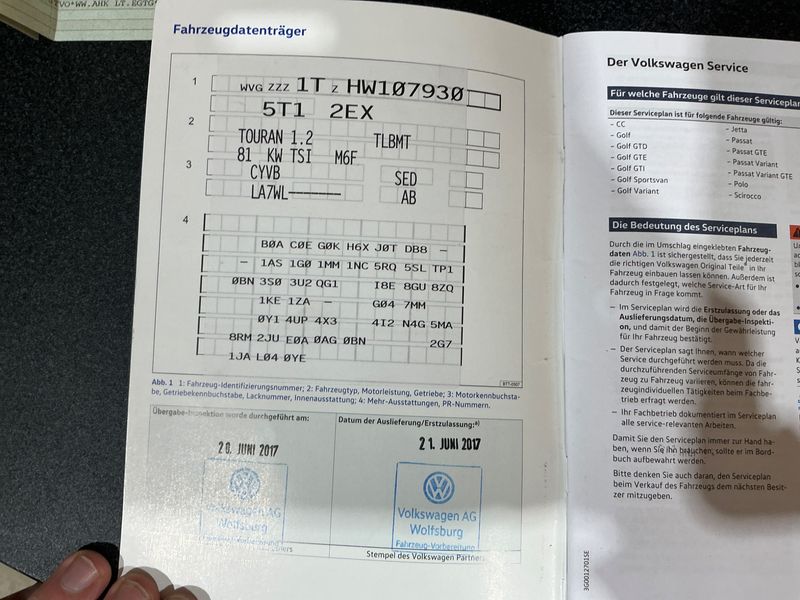 TVO*WW.AHK LT.EGTG
Fahrzeugdatenträger
1
WVG ZZZ 1T Z HW107930
5T1 2EX
2
TOURAN 1.2 TLBMT
81 KW TSI M6F
3
CYVB SED
LA7WL------- AB
4
B0A C0E G0K H6X J0T DB8 –
– 1AS 1G0 1MM 1NC 5RQ 5SL TP1
0BN 3S0 3U2 QG1 I8E 8GU 8ZQ
1KE 1ZA – G04 7MM
0Y1 4UP 4X3 4I2 N4G 5MA
8RM 2JU E0A 0AG 0BN 2G7
1JA L04 0YE
BTT-0507
Abb. 1 1: Fahrzeug-Identifizierungsnummer; 2: Fahrzeugtyp, Motorleistung, Getriebe; 3: Motorkennbuchsta-
be, Getriebekennbuchstabe, Lacknummer, Innenausstattung; 4: Mehr-Ausstattungen, PR-Nummern.
Übergabe-Inspektion wurde durchgeführt am:
20. JUNI 2017
Volkswagen AG
Wolfsburg
Datum der Auslieferung/Erstzulassung:a)
21. JUNI 2017
Volkswagen AG
Wolfsburg
Fahrzeug-Vorbereitung
Stempel des Volkswagen Partners
Der Volkswagen Service
Für welche Fahrzeuge gilt dieser Serviceplan
Dieser Serviceplan ist für folgende Fahrzeuge gültig:
– CC
– Golf
– Golf GTD
– Golf GTE
– Golf GTI
– Golf Sportsvan
– Golf Variant
– Jetta
– Passat
– Passat GTE
– Passat Variant
– Passat Variant GTE
– Polo
– Scirocco
Die Bedeutung des Serviceplans
Durch die im Umschlag eingeklebten Fahrzeug-
daten Abb. 1 ist sichergestellt, dass Sie jederzeit
die richtigen Volkswagen Original Teile in Ihr
Fahrzeug einbauen lassen können. Außerdem ist
dadurch festgelegt, welche Service-Art für Ihr
Fahrzeug in Frage kommt.
– Im Serviceplan wird die Erstzulassung oder das
Auslieferungsdatum, die Übergabe-Inspekti-
on, und damit der Beginn der Gewährleistung
für Ihr Fahrzeug bestätigt.
– Der Serviceplan sagt Ihnen, wann welcher
Service durchgeführt werden muss. Da die
durchzuführenden Serviceumfänge von Fahr-
zeug zu Fahrzeug variieren, können die fahr-
zeugindividuellen Tätigkeiten beim Fachbe-
trieb erfragt werden.
– Ihr Fachbetrieb dokumentiert im Serviceplan
alle service-relevanten Arbeiten.
Damit Sie den Serviceplan immer zur Hand ha-
ben, wenn Sie ihn brauchen, sollte er im Bord-
buch aufbewahrt werden.
Bitte denken Sie auch daran, den Serviceplan
beim Verkauf des Fahrzeugs dem nächsten Besit-
zer mitzugeben.
3G0012701SE